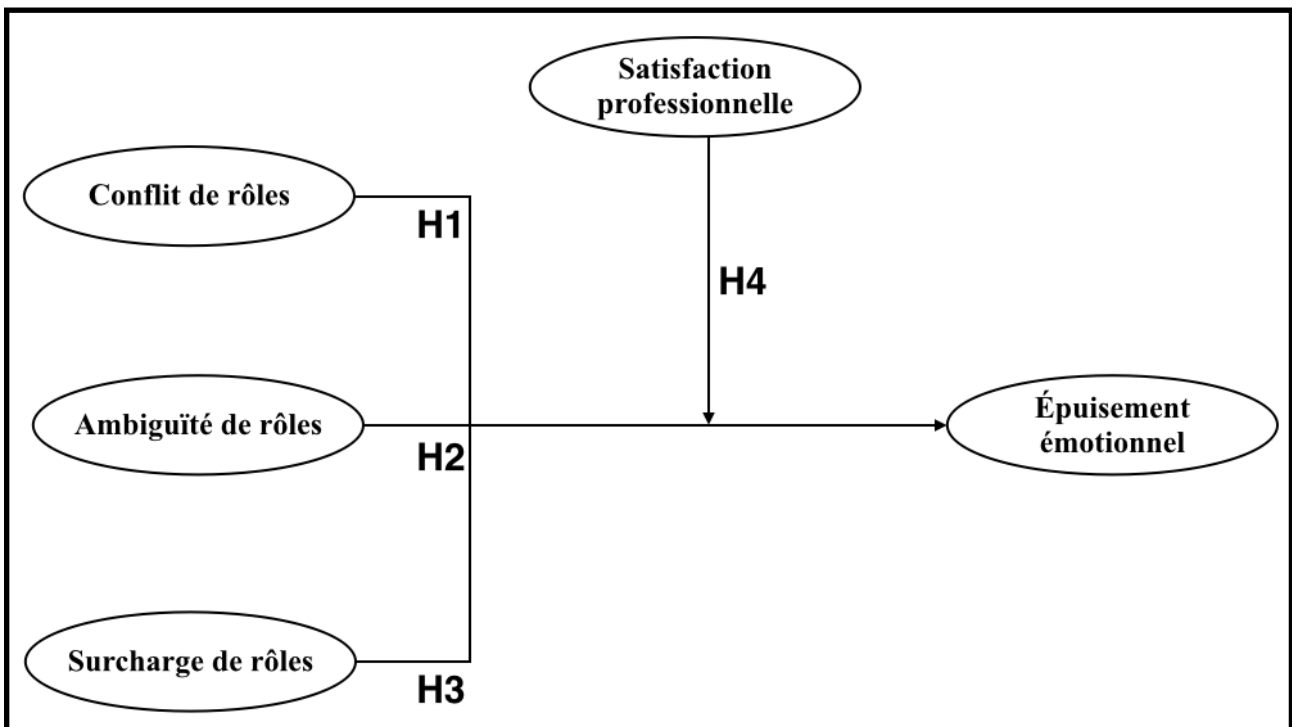 Satisfaction
professionnelle
Conflit de rôles
H1
H4
Ambiguïté de rôles
H2
Épuisement
émotionnel
Surcharge de rôles
H3